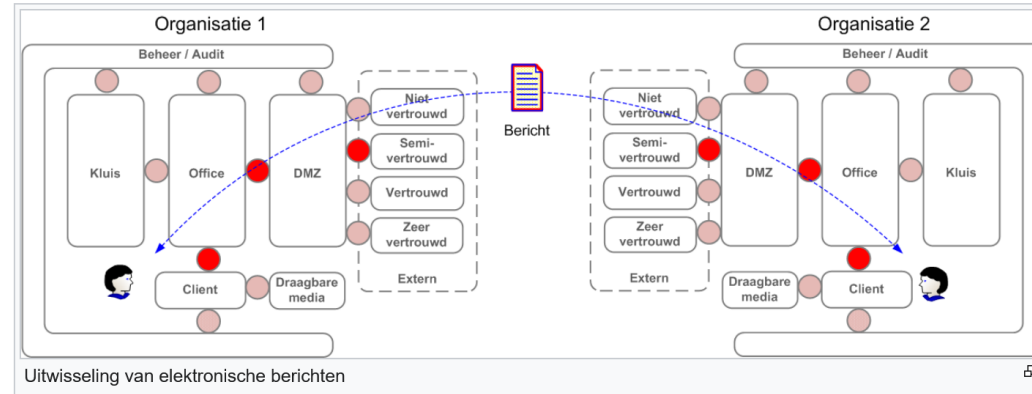 Organisatie 1
Organisatie 2
Beheer / Audit
Beheer / Audit
Kluis
Office
DMZ
Niet
vertrouwd
Semi-
vertrouwd
Vertrouwd
Zeer
vertrouwd
Extern
Client
Draagbare
media
Bericht
Niet
vertrouwd
Semi-
vertrouwd
Vertrouwd
Zeer
vertrouwd
Extern
DMZ
Office
Kluis
Draagbare
media
Client
Uitwisseling van elektronische berichten